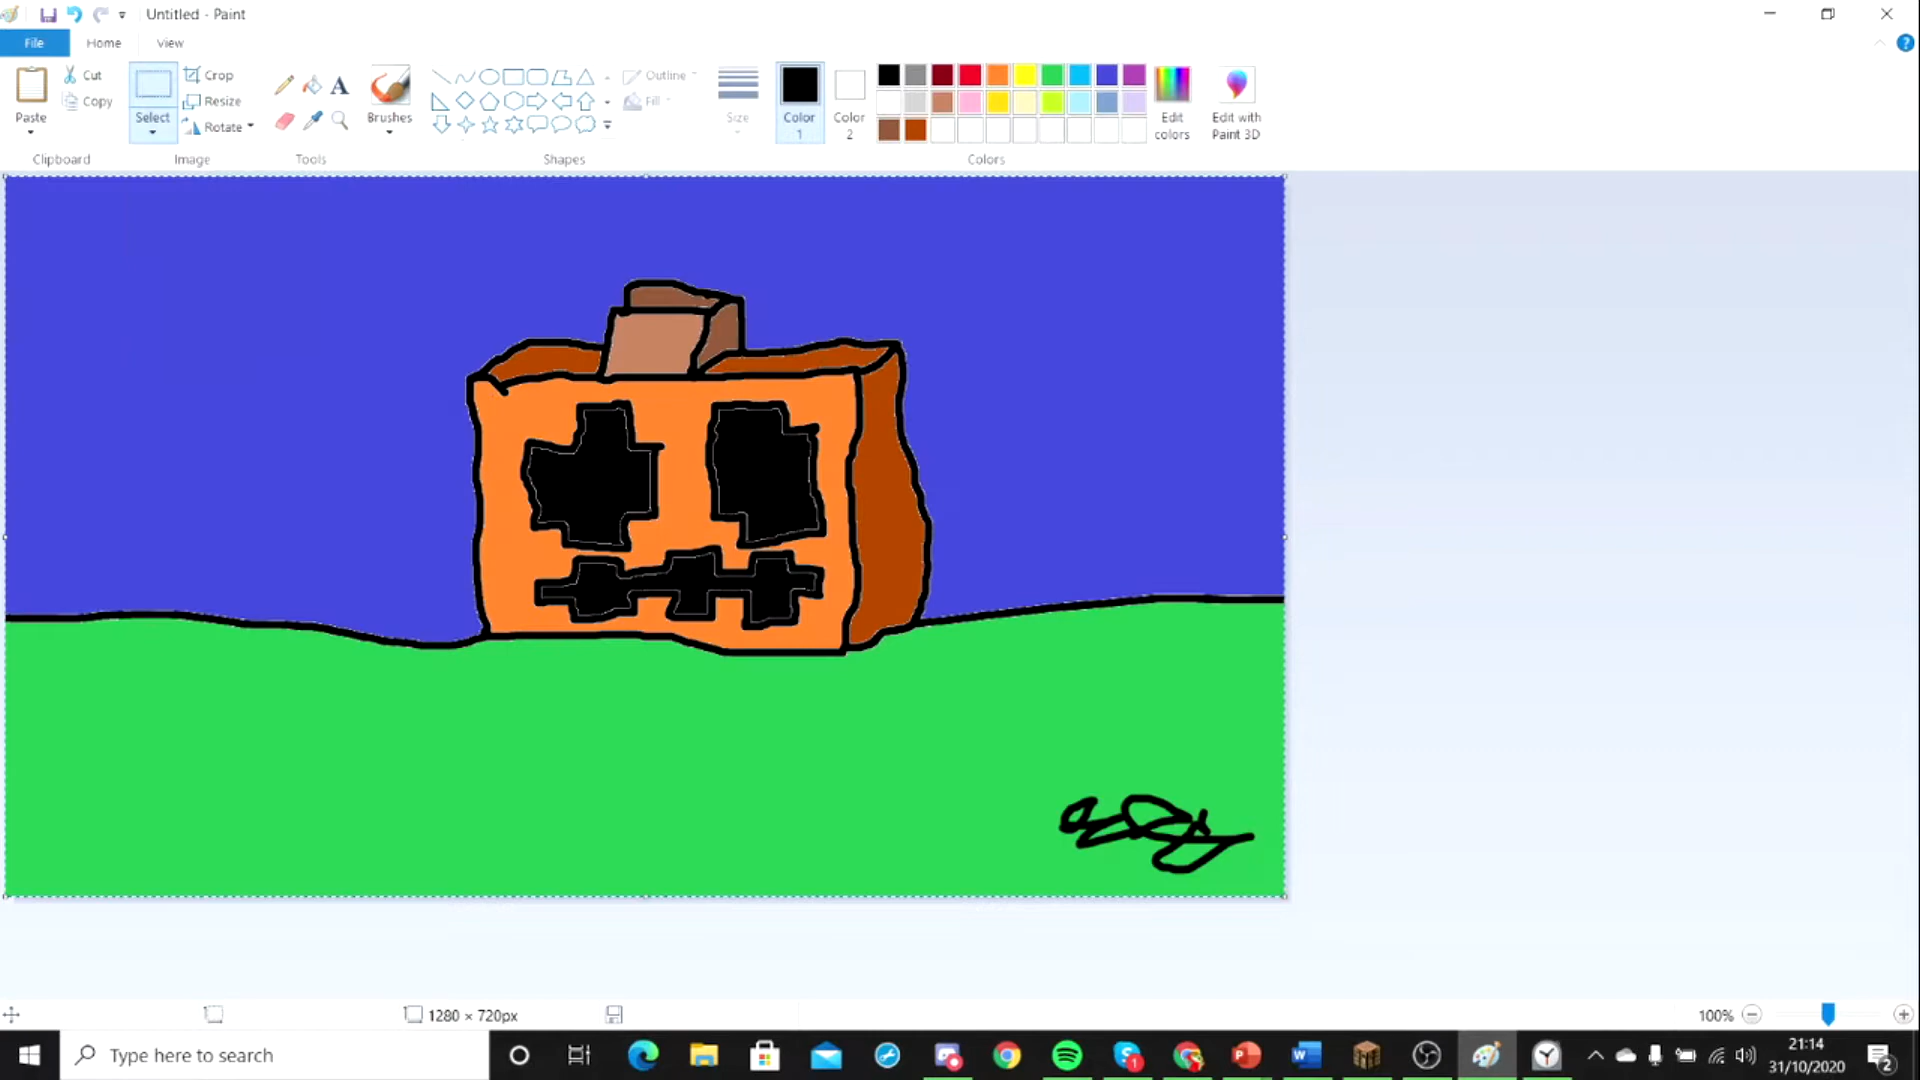 Untitled - Paint
File Home View
Paste Cut Copy Select Crop Resize Rotate Brushes Outline Fill Size Color 1 Color 2 Edit colors Edit with Paint 3D
Clipboard Image Tools Shapes Colors
1280 × 720px 100%
Type here to search 21:14
31/10/2020 2